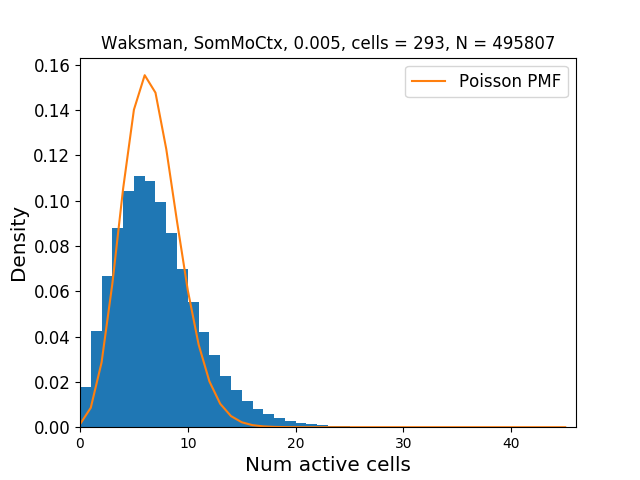 Waksman, SomMoCtx, 0.005, cells = 293, N = 495807
Poisson PMF
0.16
0.14
0.12
0.10
0.08
0.06
0.04
0.02
0.00
Density
0 10 20 30 40
Num active cells